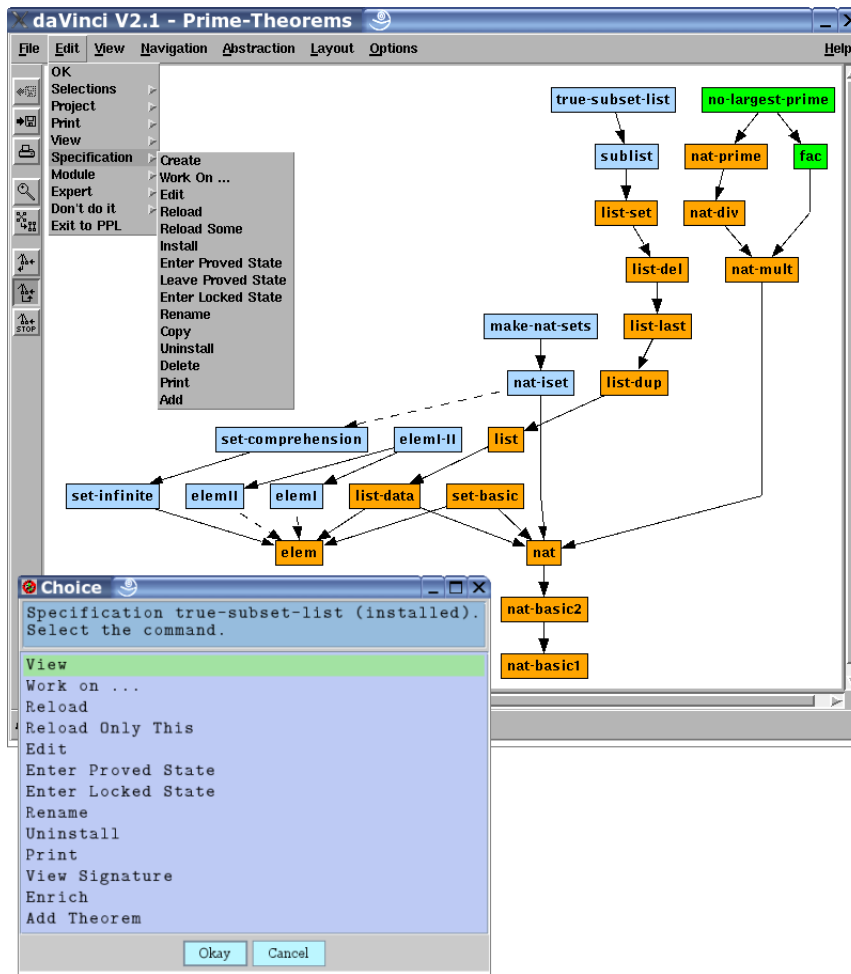 daVinci V2.1 - Prime-Theorems
File Edit View Navigation Abstraction Layout Options Help
OK
Selections
Project
Print
View
Specification
Module
Expert
Don't do it
Exit to PPL
Create
Work On ...
Edit
Reload
Reload Some
Install
Enter Proved State
Leave Proved State
Enter Locked State
Rename
Copy
Uninstall
Delete
Print
Add
STOP
true-subset-list no-largest-prime
sublist nat-prime fac
list-set nat-div
list-del nat-mult
make-nat-sets list-last
nat-iset list-dup
set-comprehension elemI-II list
set-infinite elemII elemI list-data set-basic
elem nat
nat-basic2
nat-basic1
Choice
Specification true-subset-list (installed).
Select the command.
View
Work on ...
Reload
Reload Only This
Edit
Enter Proved State
Enter Locked State
Rename
Uninstall
Print
View Signature
Enrich
Add Theorem
Okay Cancel